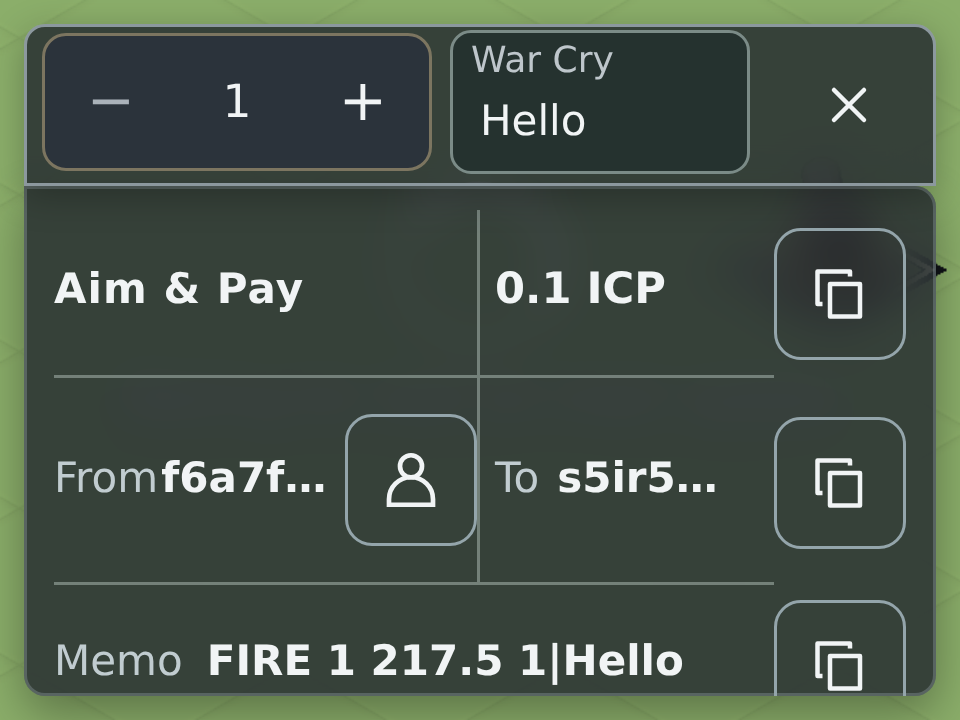 − 1 +
War Cry
Hello
Aim & Pay
0.1 ICP
From f6a7f...
To s5ir5...
Memo FIRE 1 217.5 1|Hello